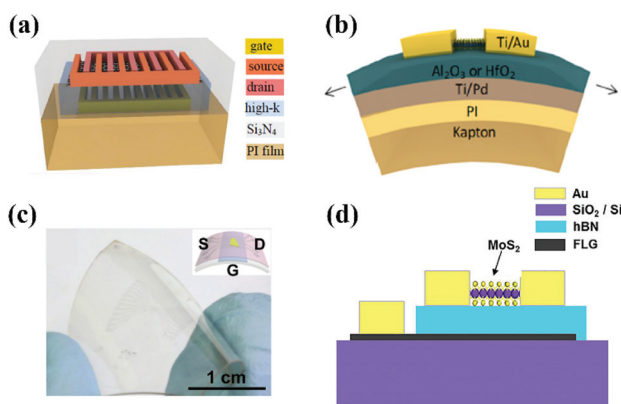 (a)
gate
source
drain
high-k
Si₃N₄
PI film
(b)
Ti/Au
Al₂O₃ or HfO₂
Ti/Pd
PI
Kapton
(c)
S
D
G
1 cm
(d)
Au
SiO₂ / Si
hBN
FLG
MoS₂